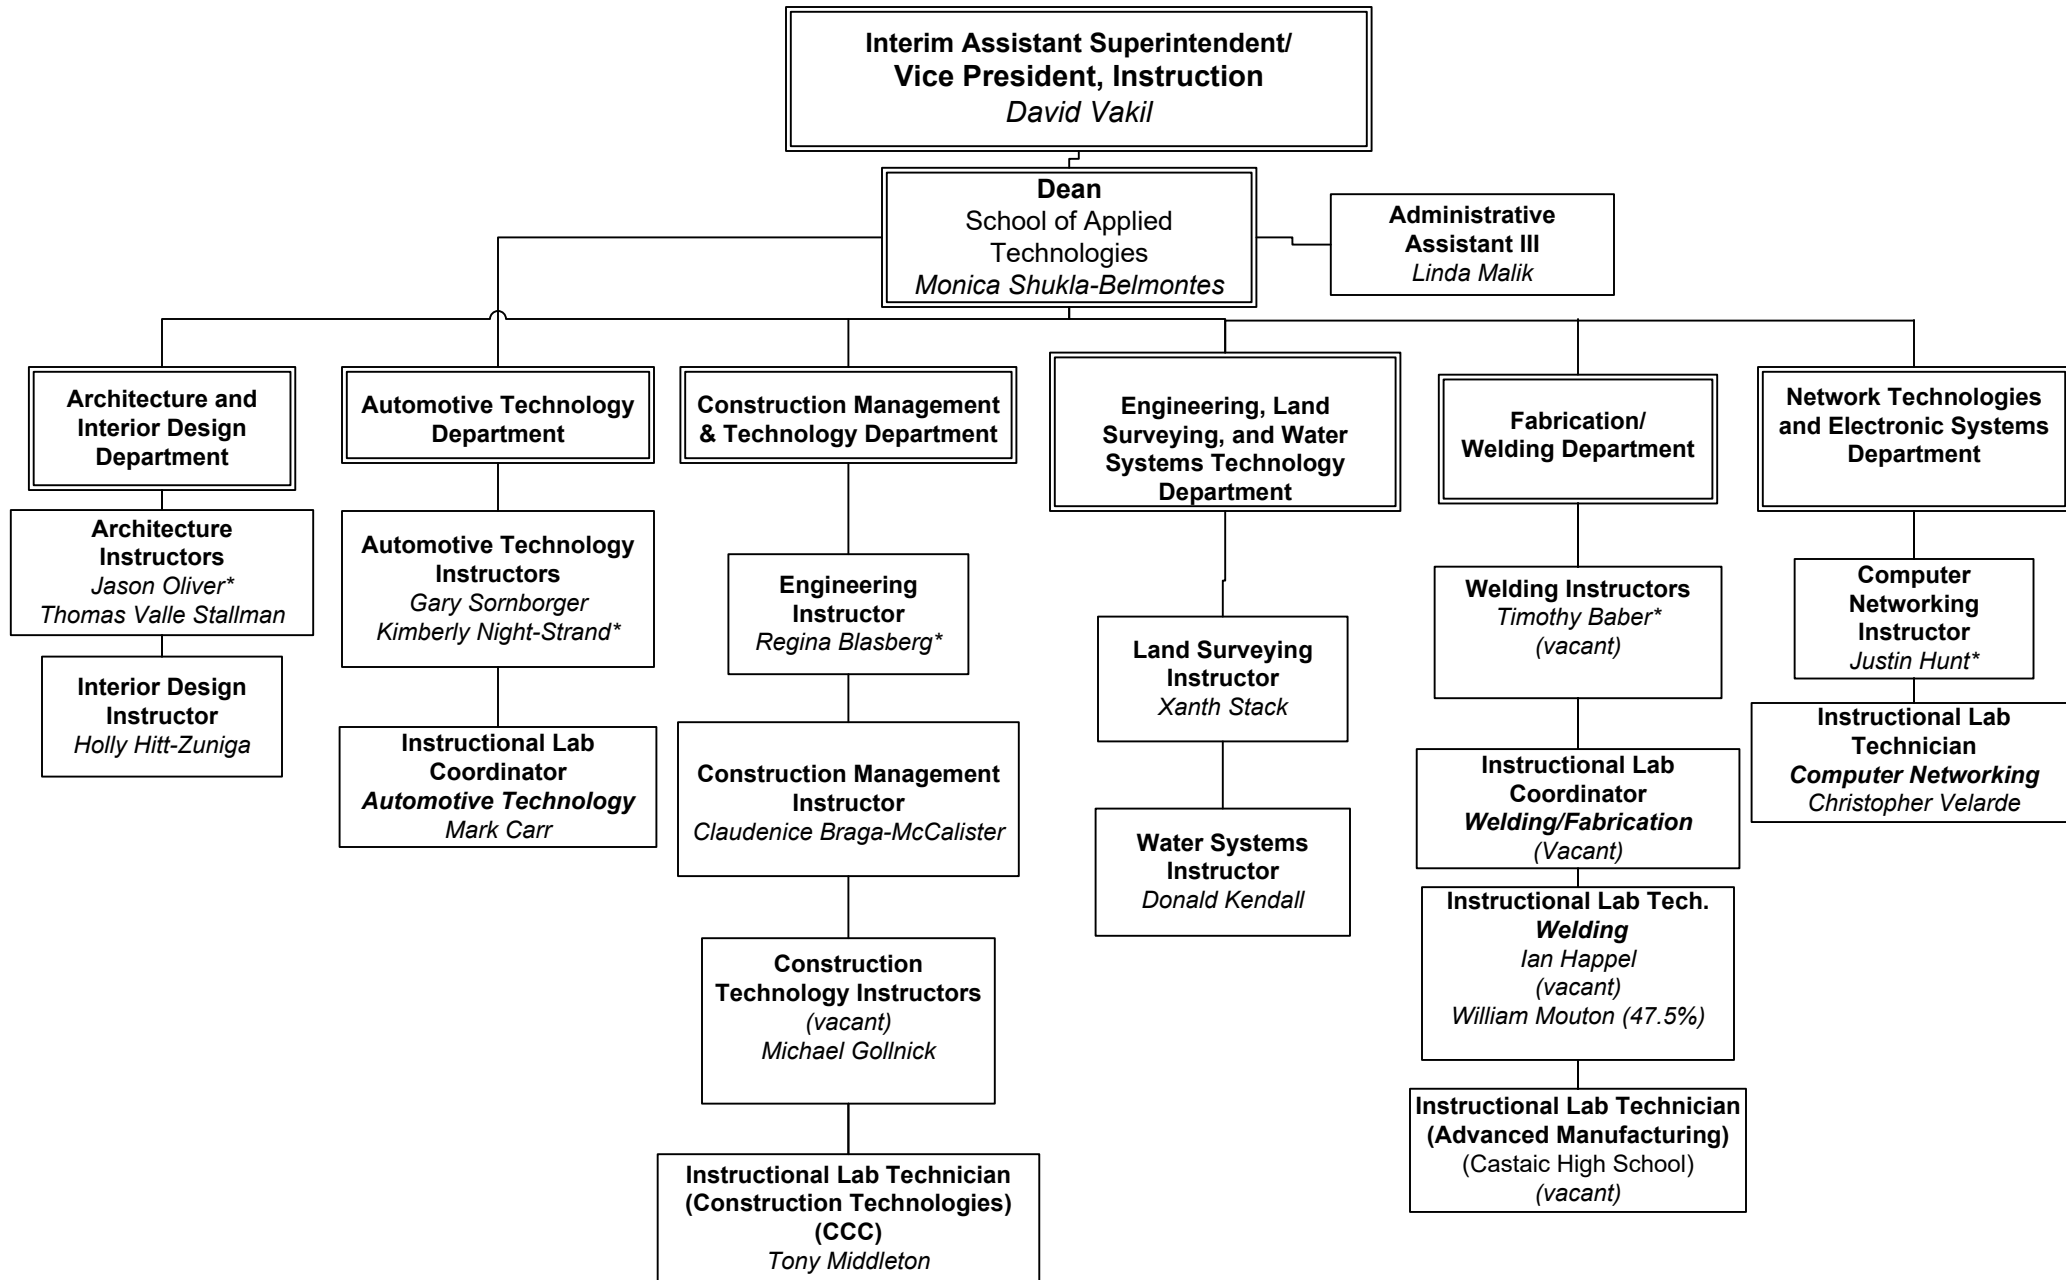 Interim Assistant Superintendent/
Vice President, Instruction
David Vakil
Dean
School of Applied
Technologies
Monica Shukla-Belmontes
Administrative
Assistant III
Linda Malik
Architecture and
Interior Design
Department
Architecture
Instructors
Jason Oliver*
Thomas Valle Stallman
Interior Design
Instructor
Holly Hitt-Zuniga
Automotive Technology
Department
Automotive Technology
Instructors
Gary Sornborger
Kimberly Night-Strand*
Instructional Lab
Coordinator
Automotive Technology
Mark Carr
Construction Management
& Technology Department
Engineering
Instructor
Regina Blasberg*
Construction Management
Instructor
Claudenice Braga-McCalister
Construction
Technology Instructors
(vacant)
Michael Gollnick
Instructional Lab Technician
(Construction Technologies)
(CCC)
Tony Middleton
Engineering, Land
Surveying, and Water
Systems Technology
Department
Land Surveying
Instructor
Xanth Stack
Water Systems
Instructor
Donald Kendall
Fabrication/
Welding Department
Welding Instructors
Timothy Baber*
(vacant)
Instructional Lab
Coordinator
Welding/Fabrication
(Vacant)
Instructional Lab Tech.
Welding
Ian Happel
(vacant)
William Mouton (47.5%)
Instructional Lab Technician
(Advanced Manufacturing)
(Castaic High School)
(vacant)
Network Technologies
and Electronic Systems
Department
Computer
Networking
Instructor
Justin Hunt*
Instructional Lab
Technician
Computer Networking
Christopher Velarde